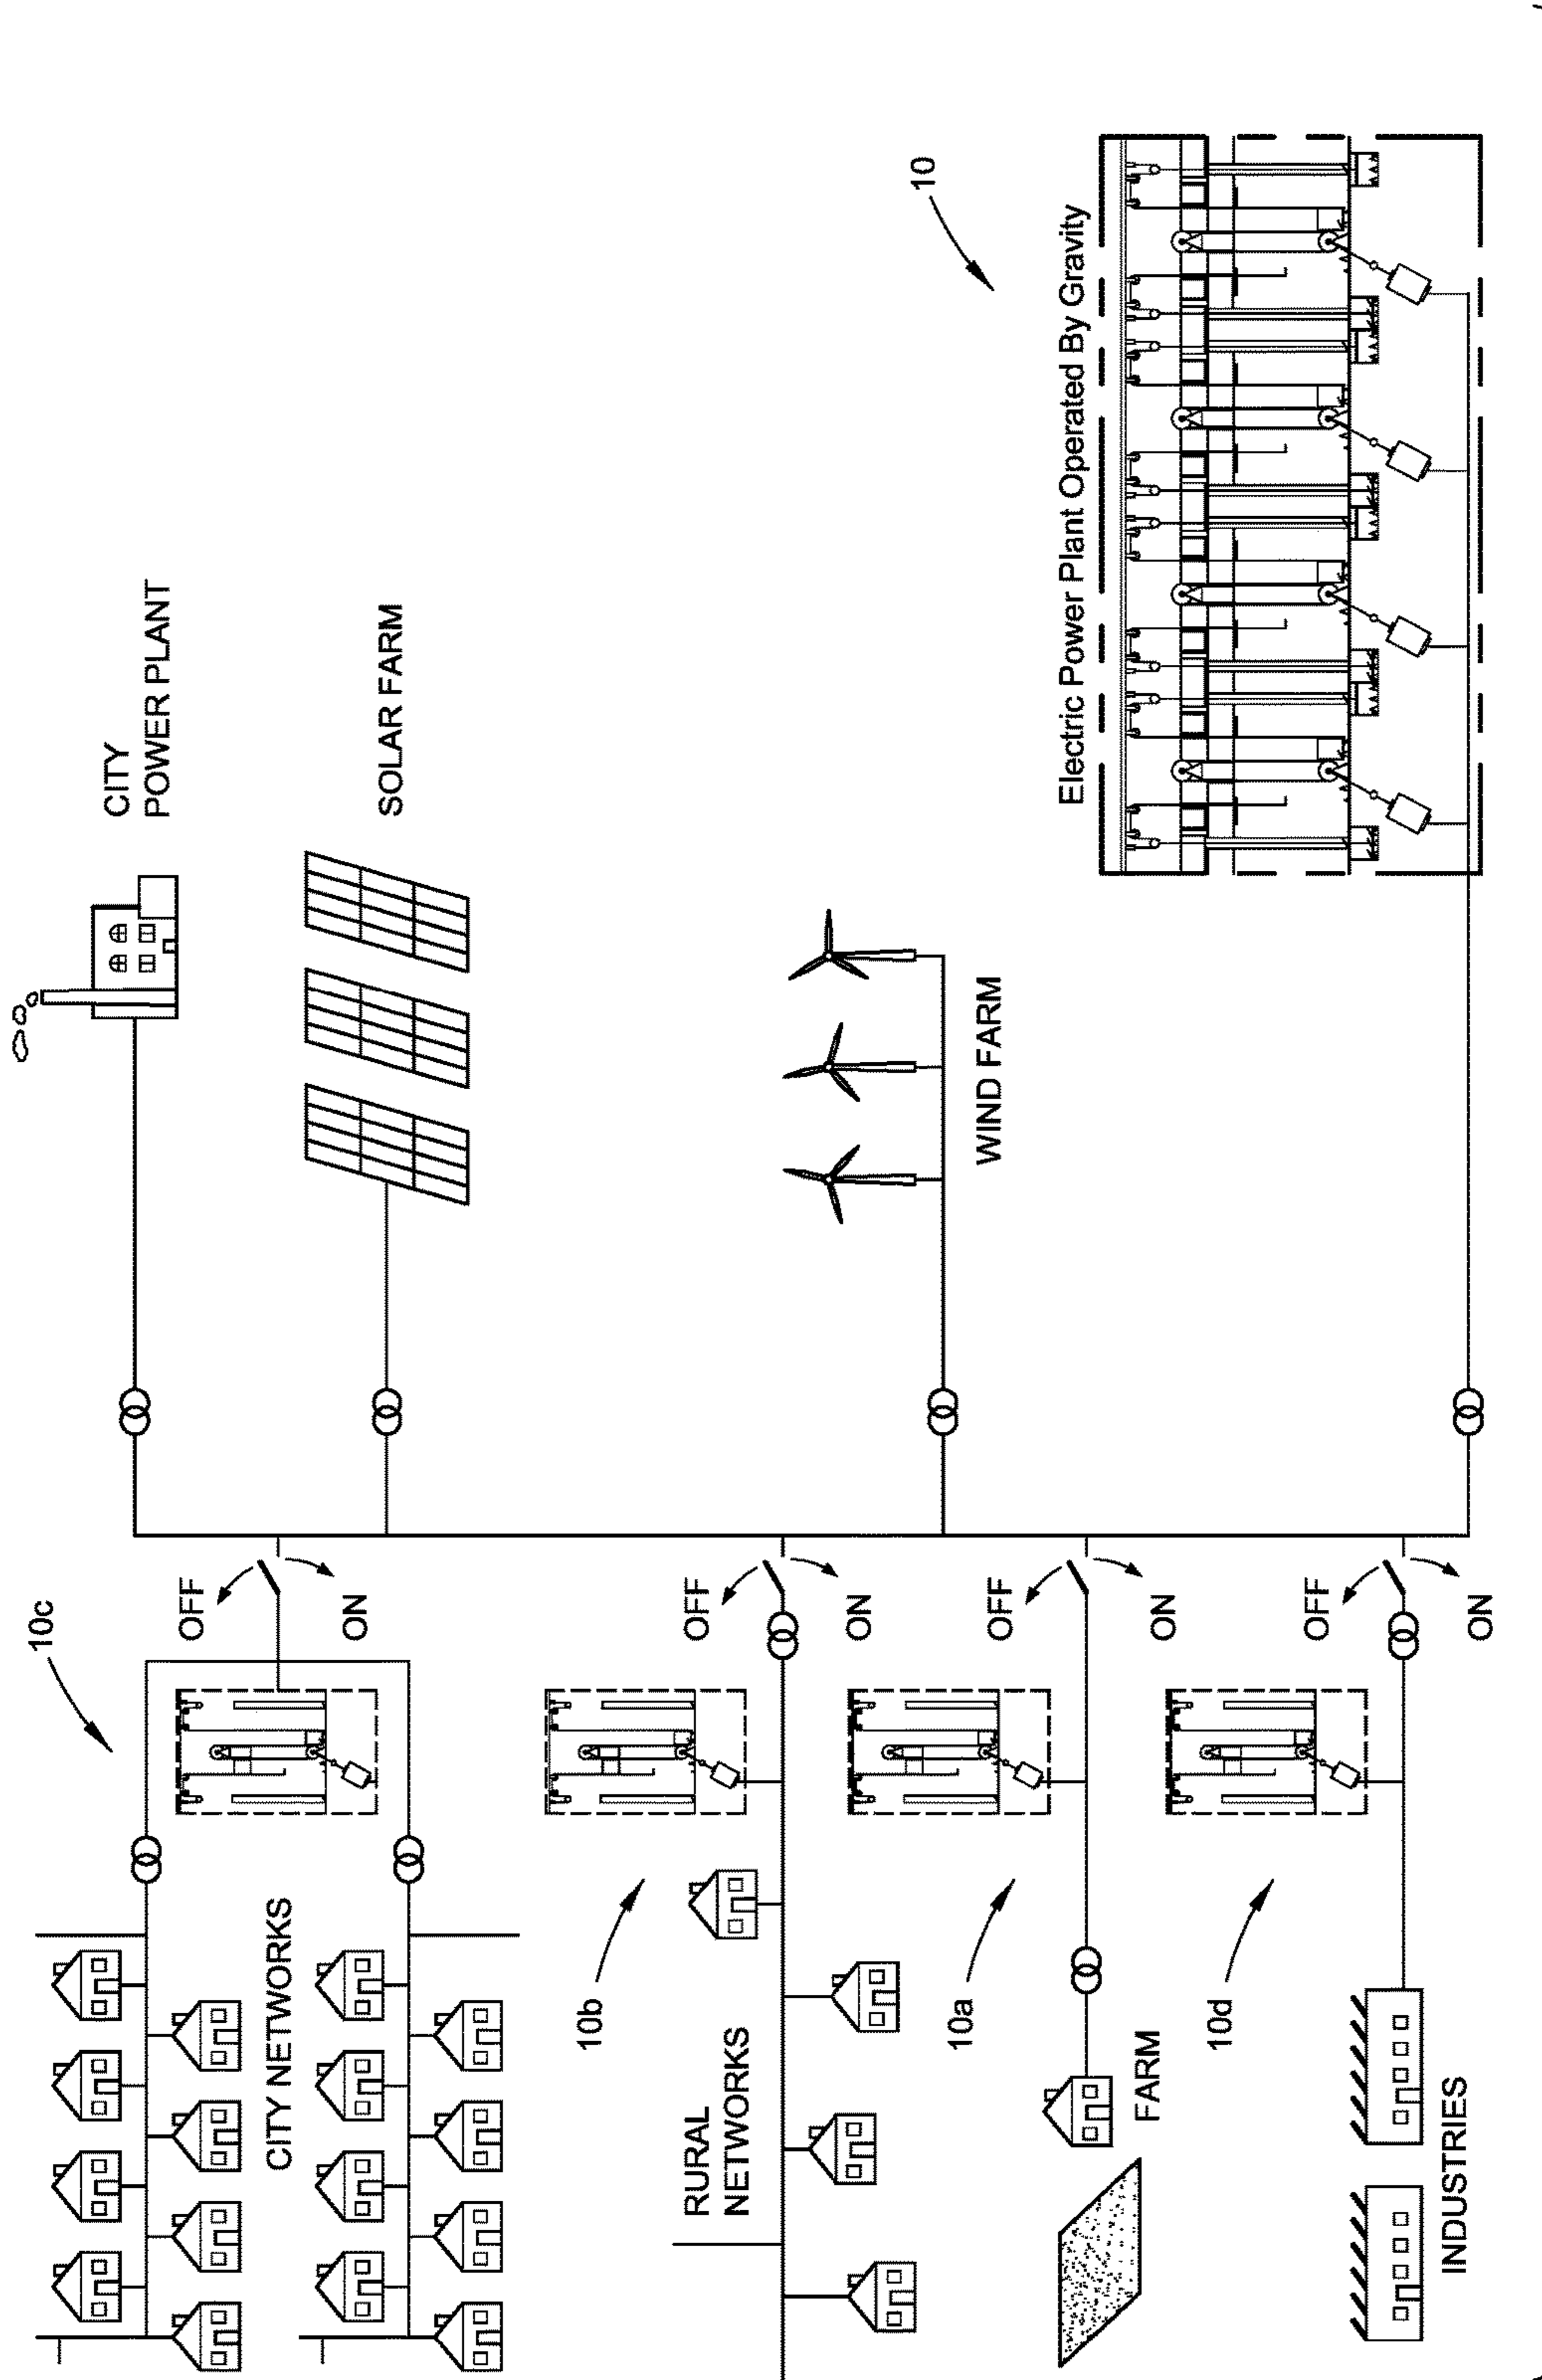 10c
OFF
ON
CITY NETWORKS
CITY
POWER PLANT
SOLAR FARM
10b
RURAL
NETWORKS
OFF
ON
WIND FARM
10a
FARM
OFF
ON
10
Electric Power Plant Operated By Gravity
10d
INDUSTRIES
OFF
ON